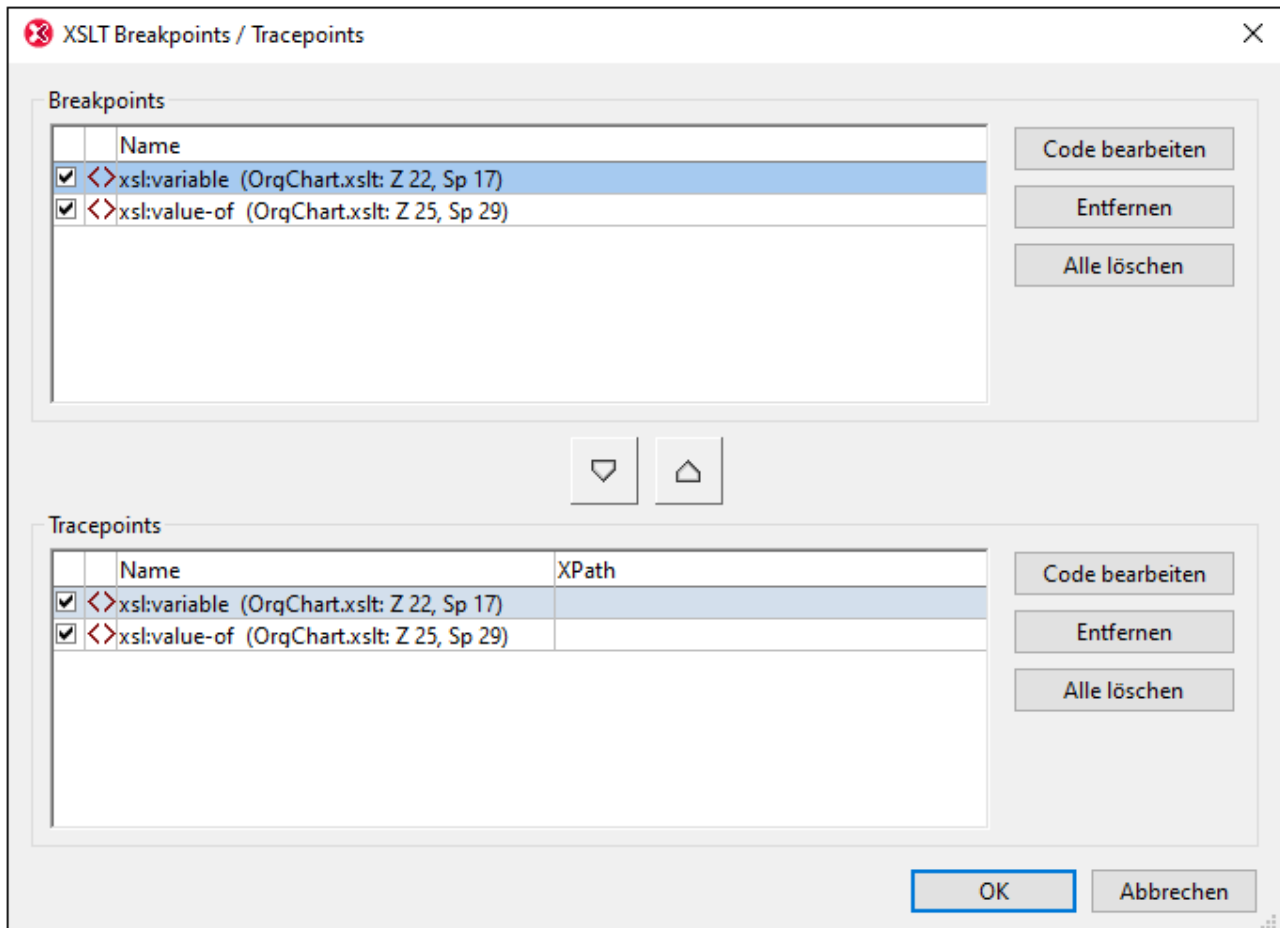 XSLT Breakpoints / Tracepoints
Breakpoints
Name
xsl:variable (OrgChart.xslt: Z 22, Sp 17)
xsl:value-of (OrgChart.xslt: Z 25, Sp 29)
Code bearbeiten
Entfernen
Alle löschen
Tracepoints
Name XPath
xsl:variable (OrgChart.xslt: Z 22, Sp 17)
xsl:value-of (OrgChart.xslt: Z 25, Sp 29)
Code bearbeiten
Entfernen
Alle löschen
OK Abbrechen